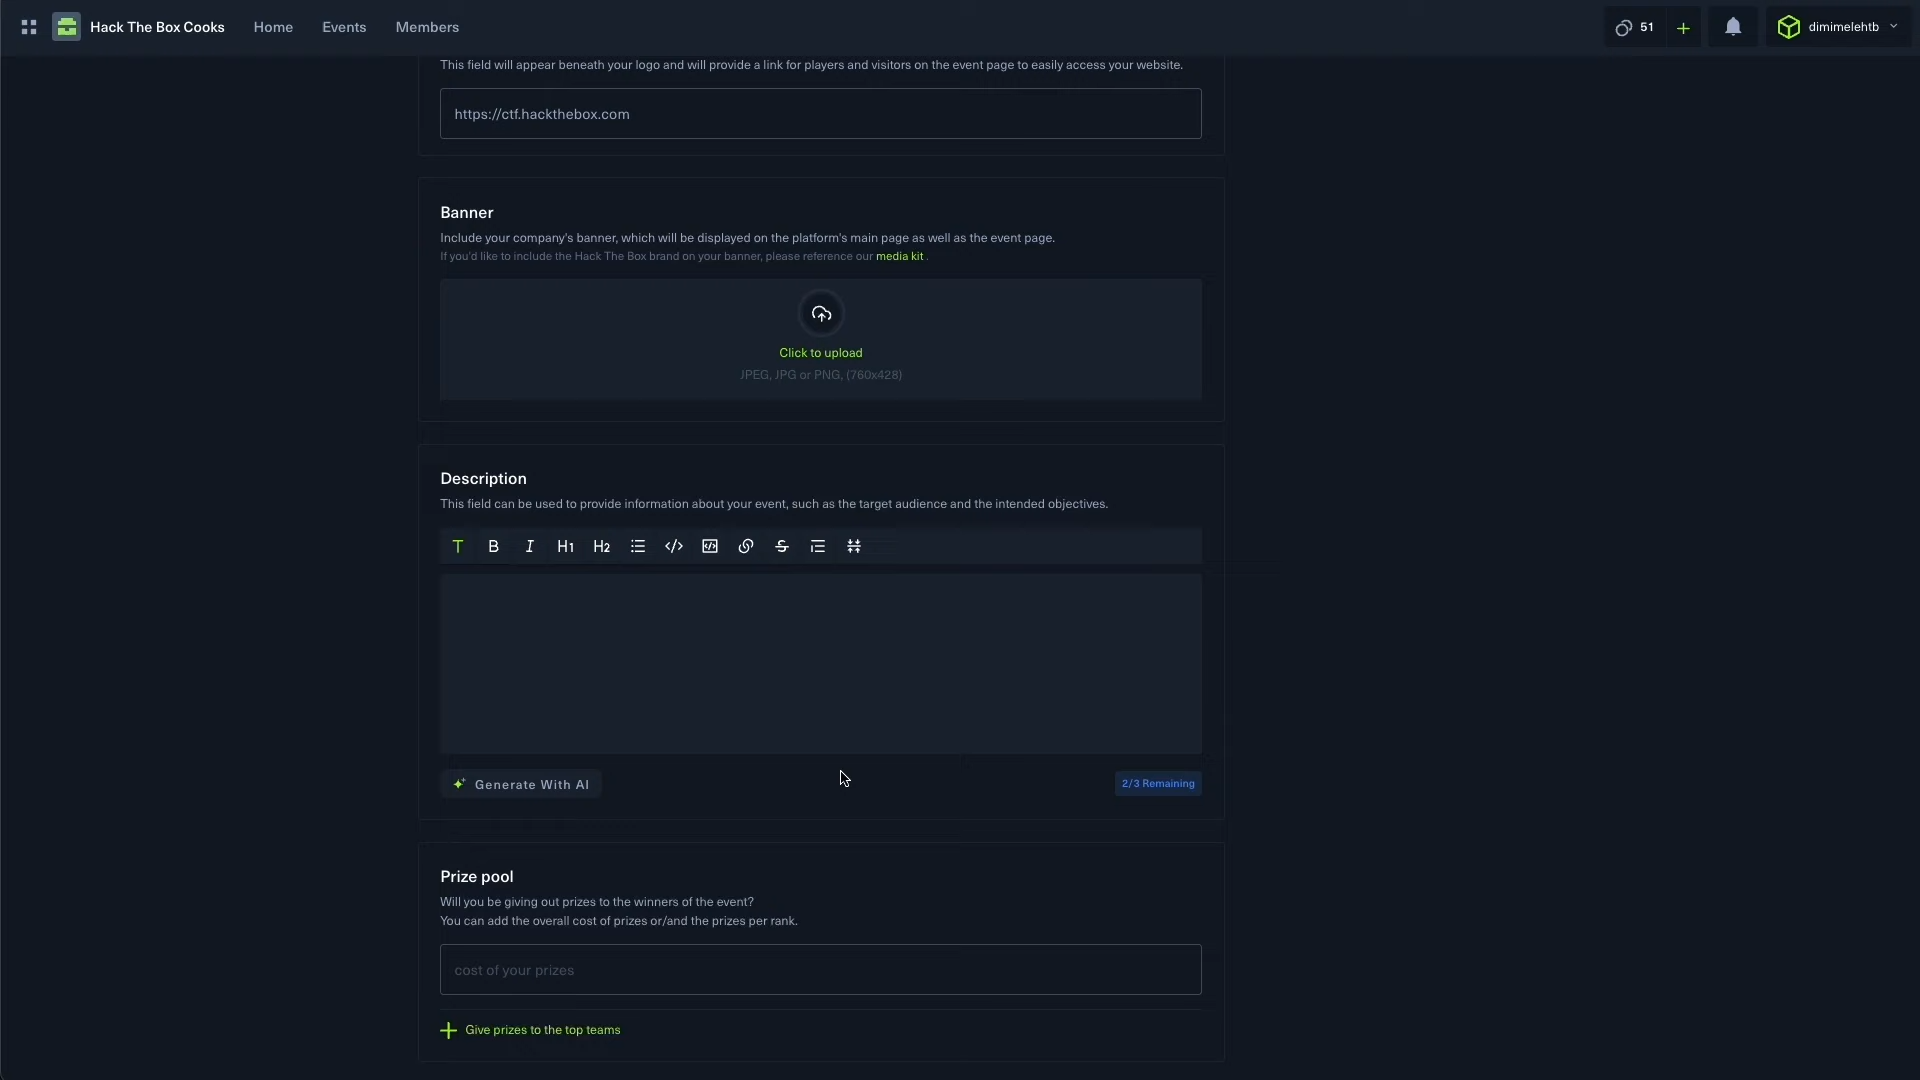 Hack The Box Cooks Home Events Members 51 dimimelehtb
This field will appear beneath your logo and will provide a link for players and visitors on the event page to easily access your website.
https://ctf.hackthebox.com
Banner
Include your company's banner, which will be displayed on the platform's main page as well as the event page.
If you'd like to include the Hack The Box brand on your banner, please reference our media kit .
Click to upload
JPEG, JPG or PNG, (760x428)
Description
This field can be used to provide information about your event, such as the target audience and the intended objectives.
T B I H1 H2
Generate With AI 2/3 Remaining
Prize pool
Will you be giving out prizes to the winners of the event?
You can add the overall cost of prizes or/and the prizes per rank.
cost of your prizes
Give prizes to the top teams